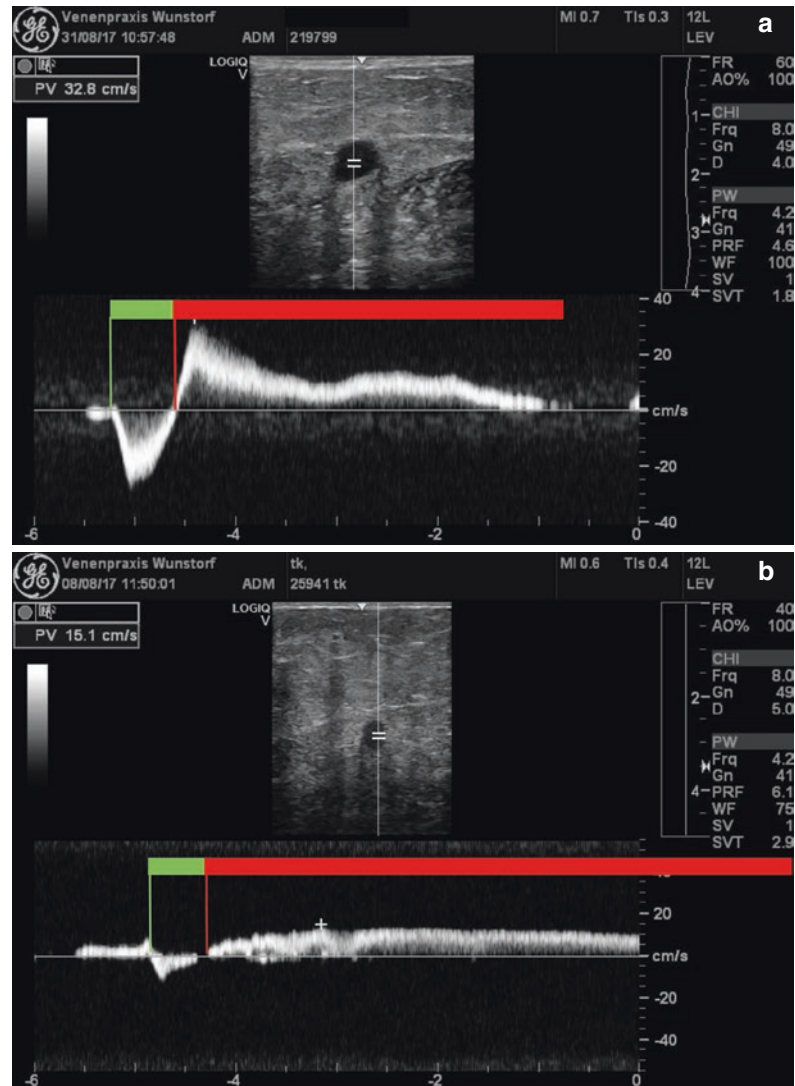 Venenpraxis Wunstorf MI 0.7 TIs 0.3 12L a
31/08/17 10:57:48 ADM 219799 LEV
PV 32.8 cm/s
LOGIQ
V
FR 60
AO% 100
CHI
Frq 8.0
Gn 49
D 4.0
PW
Frq 4.2
Gn 41
PRF 4.6
WF 100
SV 1
SVT 1.8
1
2
3
4
40
20
cm/s
-20
-40
-6 -4 -2 0
Venenpraxis Wunstorf tk, MI 0.6 TIs 0.4 12L b
08/08/17 11:50:01 ADM 25941 tk LEV
PV 15.1 cm/s
LOGIQ
V
FR 40
AO% 100
CHI
Frq 8.0
Gn 49
D 5.0
PW
Frq 4.2
Gn 41
PRF 6.1
WF 75
SV 1
SVT 2.9
2
4
20
cm/s
-20
-40
-6 -4 -2 0